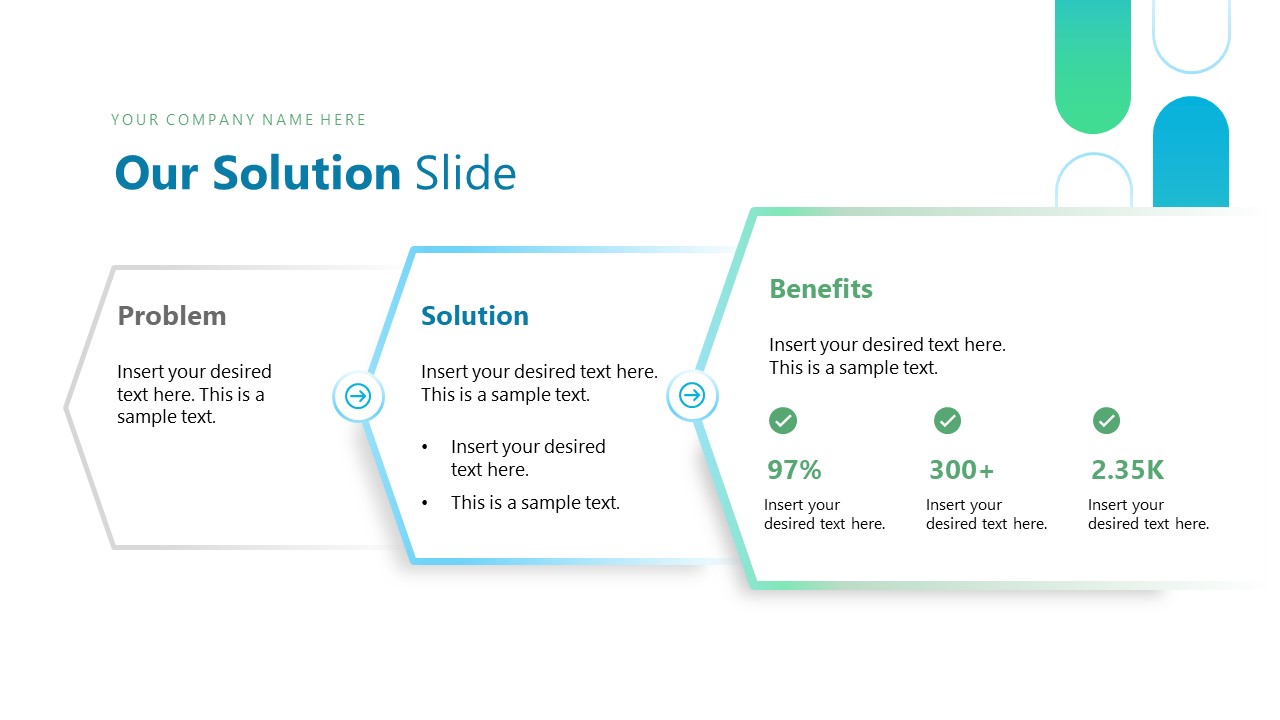 YOUR COMPANY NAME HERE
Our Solution Slide
Problem
Insert your desired
text here. This is a
sample text.
Solution
Insert your desired text here.
This is a sample text.
• Insert your desired
text here.
• This is a sample text.
Benefits
Insert your desired text here.
This is a sample text.
97%
Insert your
desired text here.
300+
Insert your
desired text here.
2.35K
Insert your
desired text here.